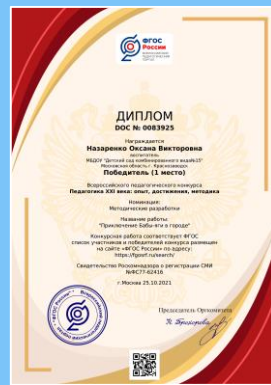 ФГОС
России
ДИПЛОМ
DOC № 0083925
Награждается
Назаренко Оксана Викторовна
воспитатель
МБДОУ "Детский сад комбинированного вида№15"
Московская область г. Краснозаводск
Победитель (1 место)
Всероссийского педагогического конкурса
Педагогика XXI века: опыт, достижения, методика
Номинация:
Методические разработки
Название работы:
"Приключение Бабы-яги в городе"
Конкурсная работа соответствует ФГОС
список участников и победителей конкурса размещен
на сайте «ФГОС России» по адресу:
https://fgosrf.ru/search/
Свидетельство Роскомнадзора о регистрации СМИ
№ФС77-62416
г.Москва 25.10.2021
Председатель Оргкомитета